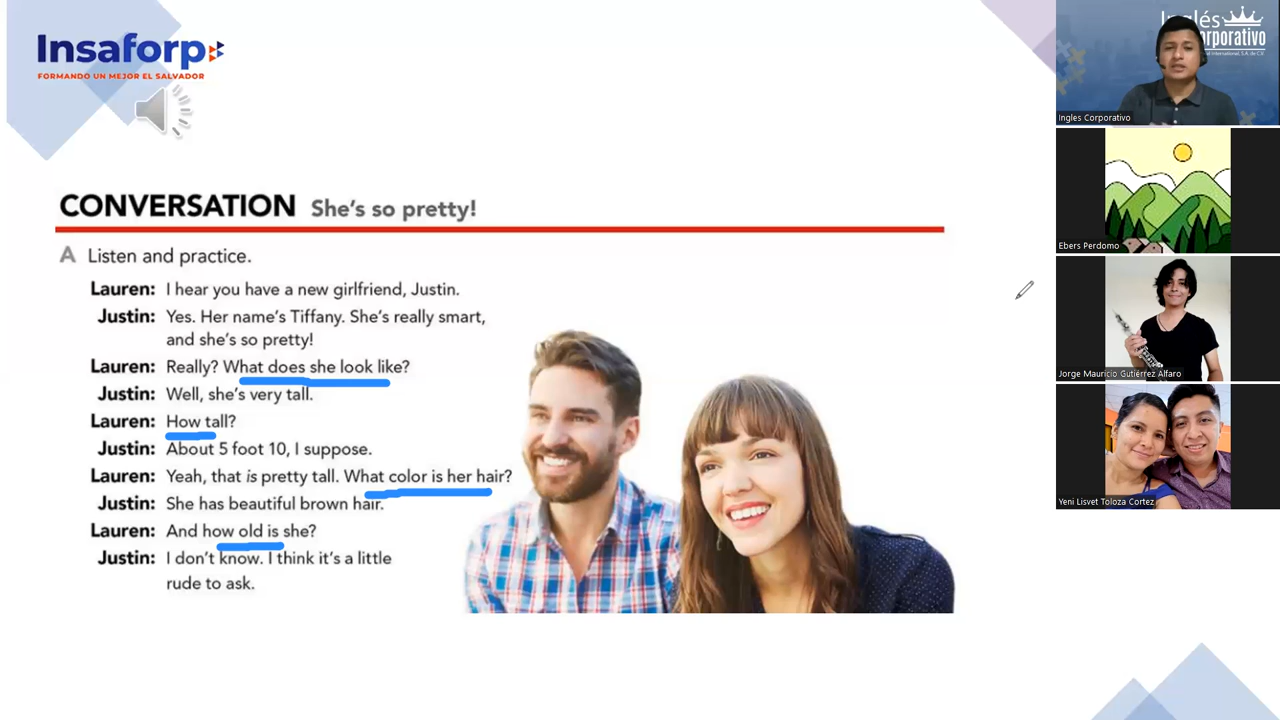 Insaforp
FORMANDO UN MEJOR EL SALVADOR
CONVERSATION She's so pretty!
A Listen and practice.
Lauren: I hear you have a new girlfriend, Justin.
Justin: Yes. Her name's Tiffany. She's really smart,
and she's so pretty!
Lauren: Really? What does she look like?
Justin: Well, she's very tall.
Lauren: How tall?
Justin: About 5 foot 10, I suppose.
Lauren: Yeah, that is pretty tall. What color is her hair?
Justin: She has beautiful brown hair.
Lauren: And how old is she?
Justin: I don't know. I think it's a little
rude to ask.
Inglés
Corporativo
International, S.A. de C.V.
Ingles Corporativo
Ebers Perdomo
Jorge Mauricio Gutiérrez Alfaro
Yeni Lisvet Toloza Cortez